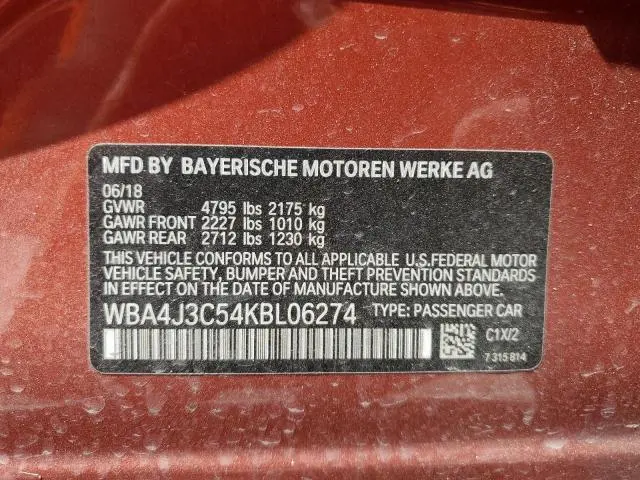 MFD BY BAYERISCHE MOTOREN WERKE AG
06/18
GVWR 4795 lbs 2175 kg
GAWR FRONT 2227 lbs 1010 kg
GAWR REAR 2712 lbs 1230 kg
THIS VEHICLE CONFORMS TO ALL APPLICABLE U.S.FEDERAL MOTOR
VEHICLE SAFETY, BUMPER AND THEFT PREVENTION STANDARDS
IN EFFECT ON THE DATE OF MANUFACTURE SHOWN ABOVE.
WBA4J3C54KBL06274 TYPE: PASSENGER CAR
C1X/2
7 315 814